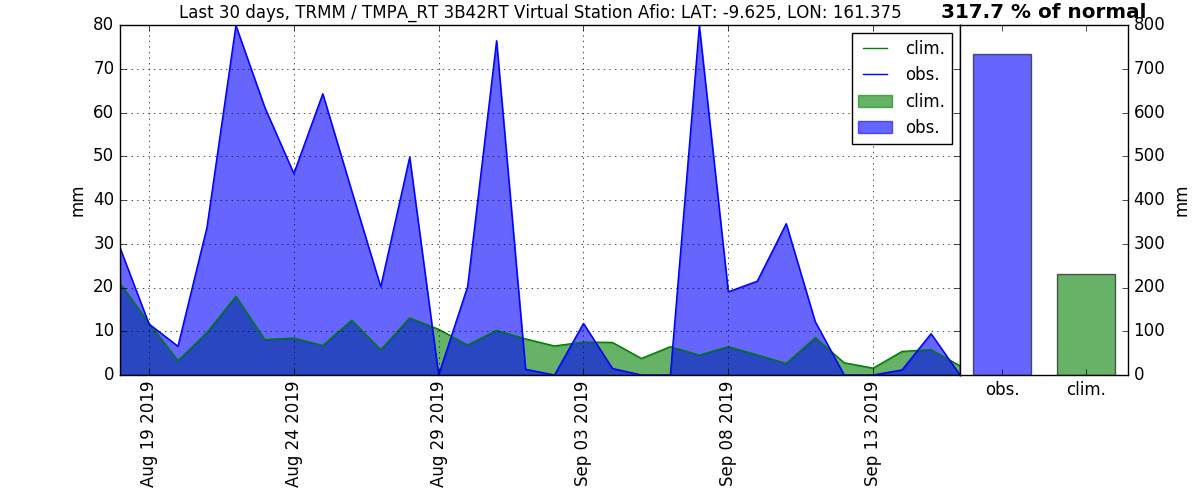 Last 30 days, TRMM / TMPA_RT 3B42RT Virtual Station Afio: LAT: -9.625, LON: 161.375
317.7 % of normal
80
70
60
50
40
30
20
10
0
mm
clim.
obs.
clim.
obs.
800
700
600
500
400
300
200
100
0
mm
Aug 19 2019
Aug 24 2019
Aug 29 2019
Sep 03 2019
Sep 08 2019
Sep 13 2019
obs.
clim.